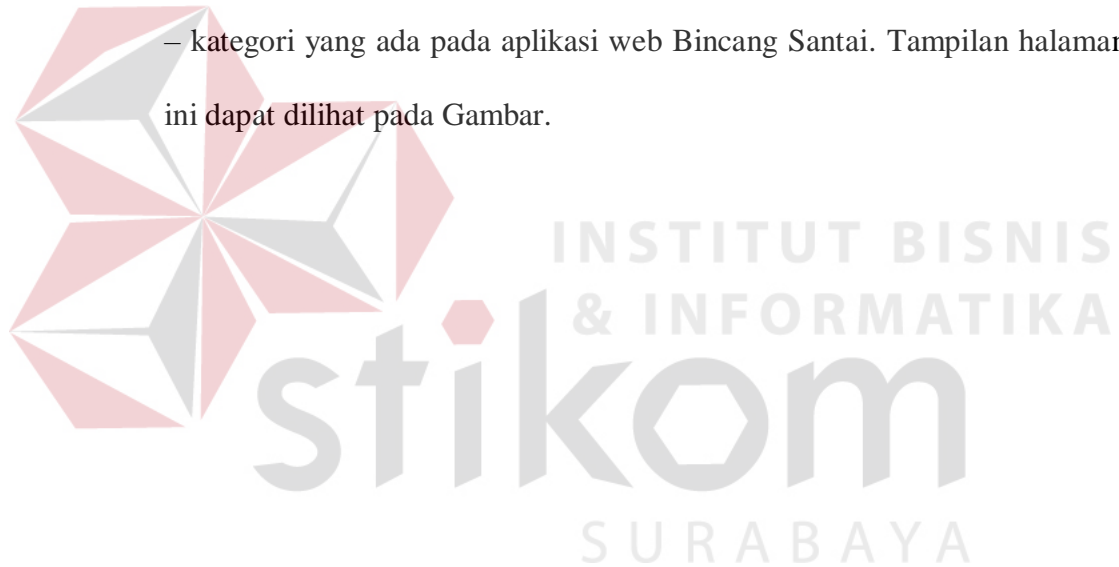 – kategori yang ada pada aplikasi web Bincang Santai. Tampilan halaman
ini dapat dilihat pada Gambar.
INSTITUT BISNIS
& INFORMATIKA
stikom
SURABAYA